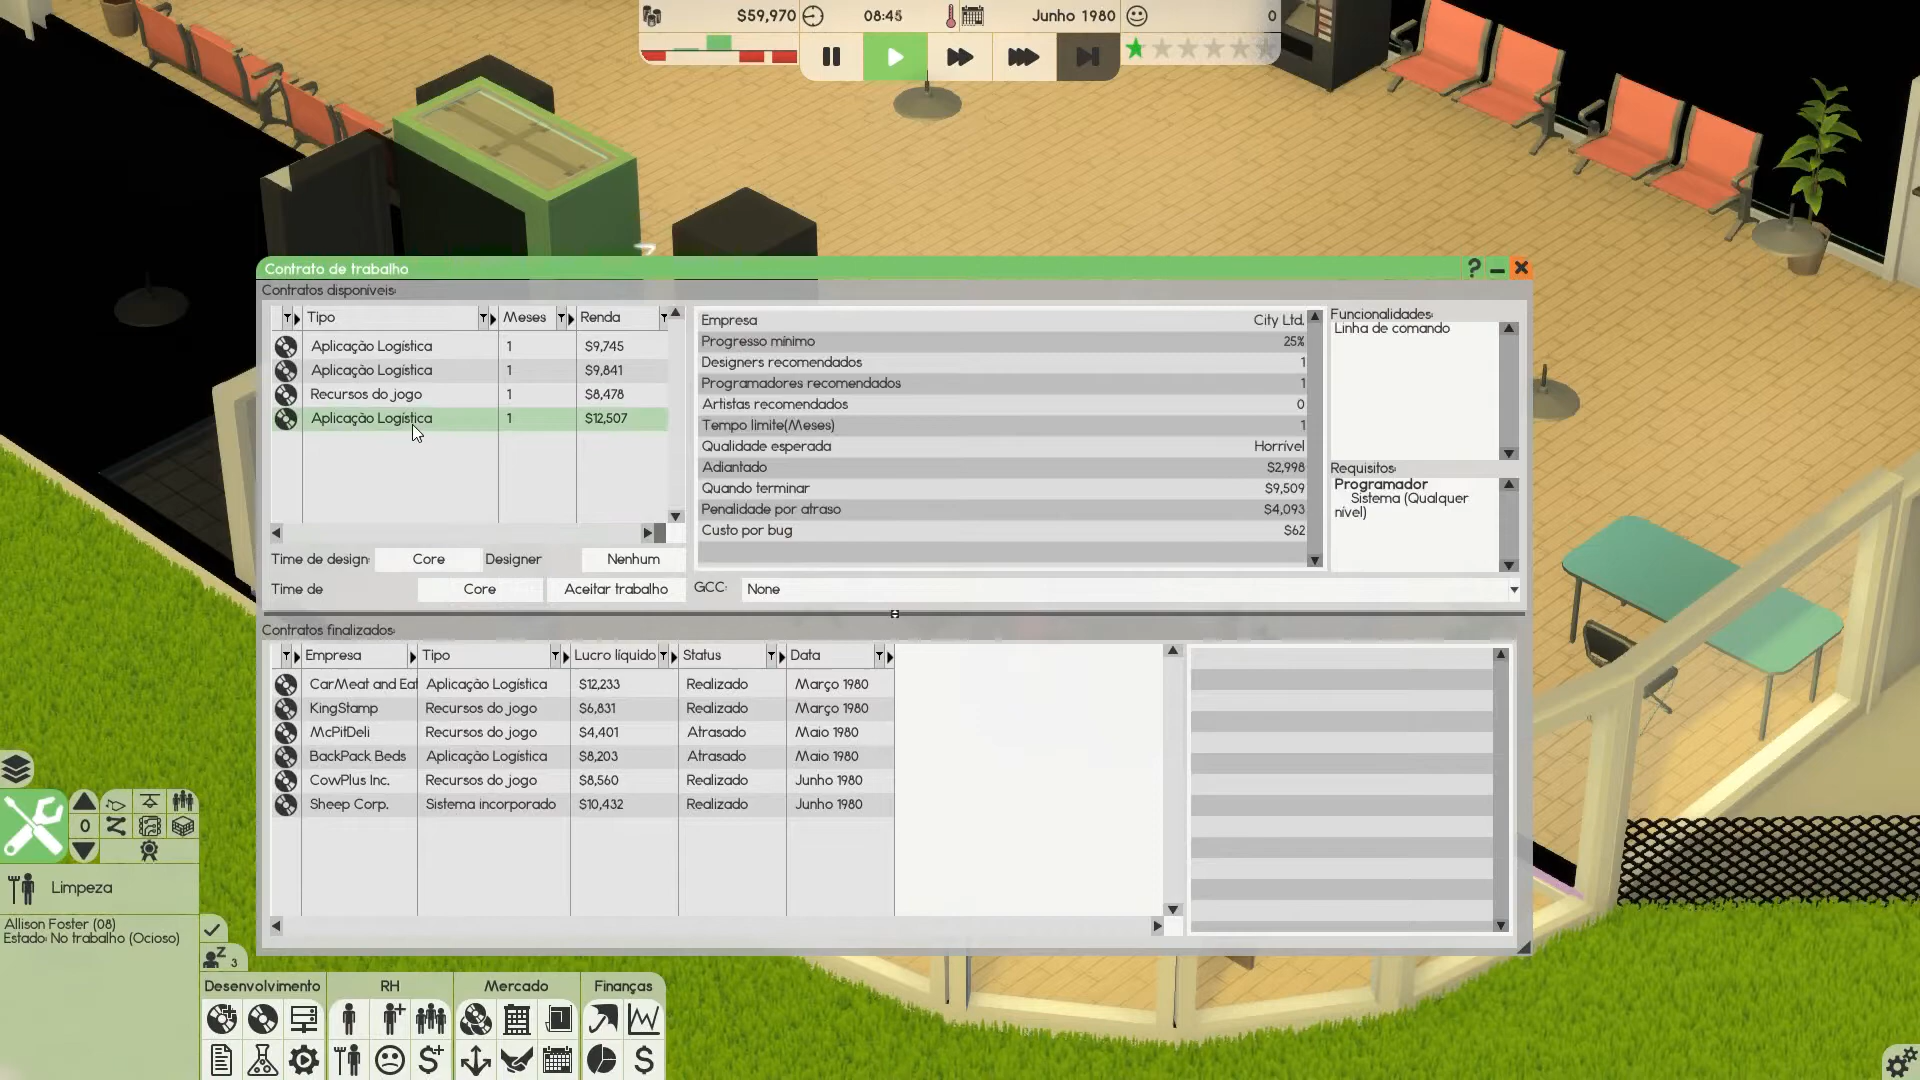 $59,970
08:45
Junho 1980
0
Contrato de trabalho
?
Contratos disponíveis:
Tipo Meses Renda
Aplicação Logística 1 $9,745
Aplicação Logística 1 $9,841
Recursos do jogo 1 $8,478
Aplicação Logística 1 $12,507
Empresa City Ltd.
Progresso mínimo 25%
Designers recomendados 1
Programadores recomendados 1
Artistas recomendados 0
Tempo limite(Meses) 1
Qualidade esperada Horrível
Adiantado $2,998
Quando terminar $9,509
Penalidade por atraso $4,093
Custo por bug $62
Funcionalidades:
Linha de comando
Requisitos:
Programador
Sistema (Qualquer
nível)
Time de design: Core Designer Nenhum
Time de Core Aceitar trabalho
GCC: None
Contratos finalizados:
Empresa Tipo Lucro líquido Status Data
CarMeat and Eat Aplicação Logística $12,233 Realizado Março 1980
KingStamp Recursos do jogo $6,831 Realizado Março 1980
McPitDeli Recursos do jogo $4,401 Atrasado Maio 1980
BackPack Beds Aplicação Logística $8,203 Atrasado Maio 1980
CowPlus Inc. Recursos do jogo $8,560 Realizado Junho 1980
Sheep Corp. Sistema incorporado $10,432 Realizado Junho 1980
0
Limpeza
Allison Foster (08)
Estado: No trabalho (Ocioso)
3
Desenvolvimento RH Mercado Finanças